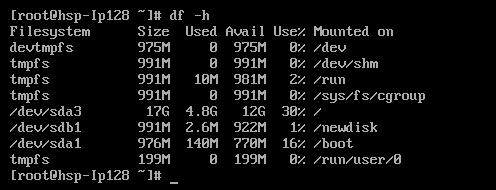 [root@hsp-Ip128 ~]# df -h
Filesystem      Size  Used Avail Use% Mounted on
devtmpfs        975M     0  975M   0% /dev
tmpfs           991M     0  991M   0% /dev/shm
tmpfs           991M   10M  981M   2% /run
tmpfs           991M     0  991M   0% /sys/fs/cgroup
/dev/sda3        17G  4.8G   12G  30% /
/dev/sdb1       991M  2.6M  922M   1% /newdisk
/dev/sda1       976M  140M  770M  16% /boot
tmpfs           199M     0  199M   0% /run/user/0
[root@hsp-Ip128 ~]# _